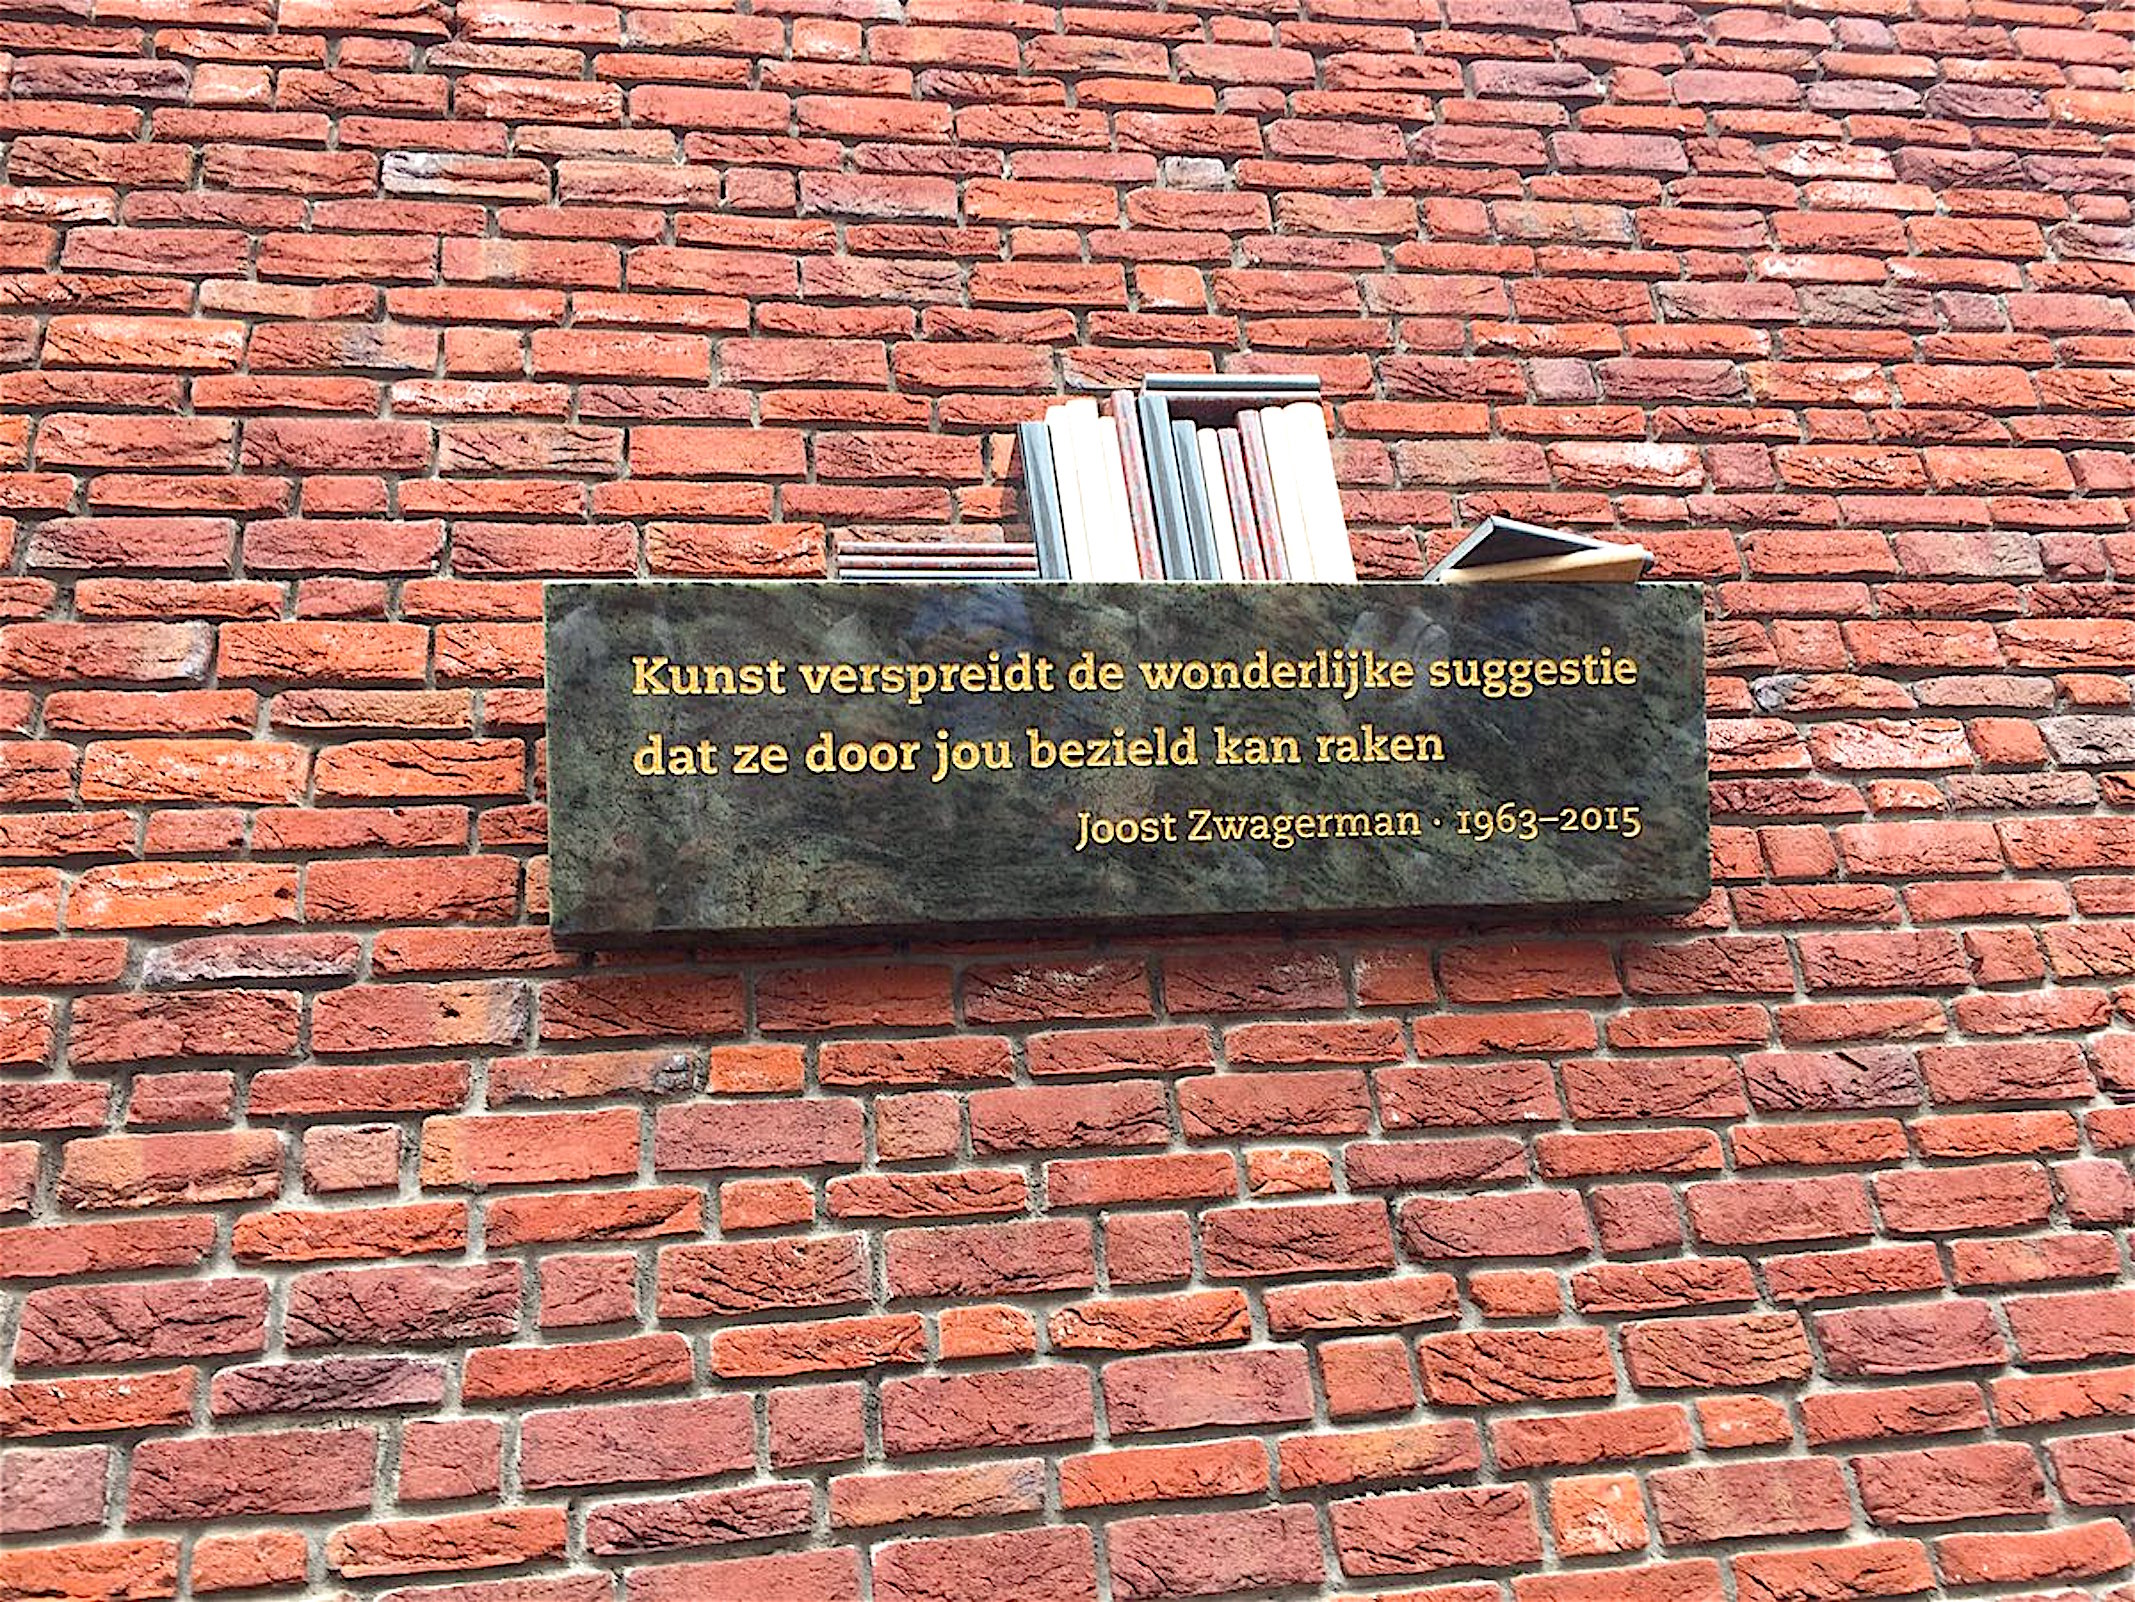 Kunst verspreidt de wonderlijke suggestie
dat ze door jou bezield kan raken
Joost Zwagerman · 1963–2015